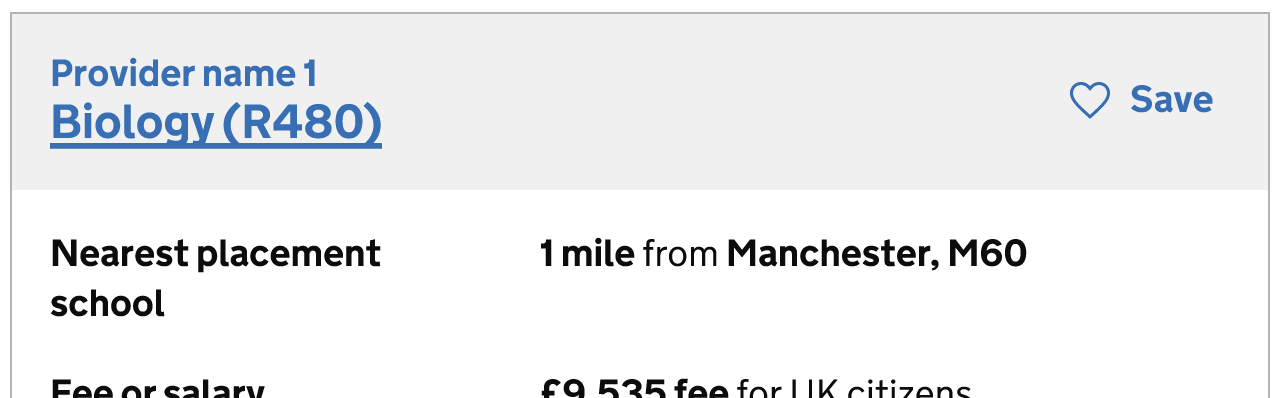 Provider name 1
Biology (R480)
Save
Nearest placement school
1 mile from Manchester, M60
Fee or salary
£9,535 fee for UK citizens